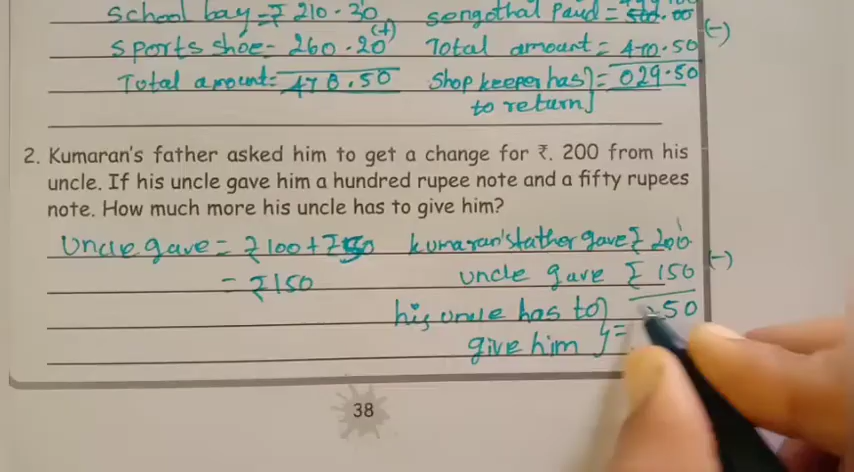 school bag = ₹ 210.30 sengothai paid = 00
sports shoe - 260.20 (+) Total amount = 470.50 (-)
Total amount = 470.50 shop keeper has } = 029.50
to return
2. Kumaran's father asked him to get a change for ₹. 200 from his
uncle. If his uncle gave him a hundred rupee note and a fifty rupees
note. How much more his uncle has to give him?
Uncle gave = ₹100 + ₹50 kumaran's father gave ₹ 200
= ₹150 uncle gave ₹ 150 (-)
his uncle has to } 50
give him =
38